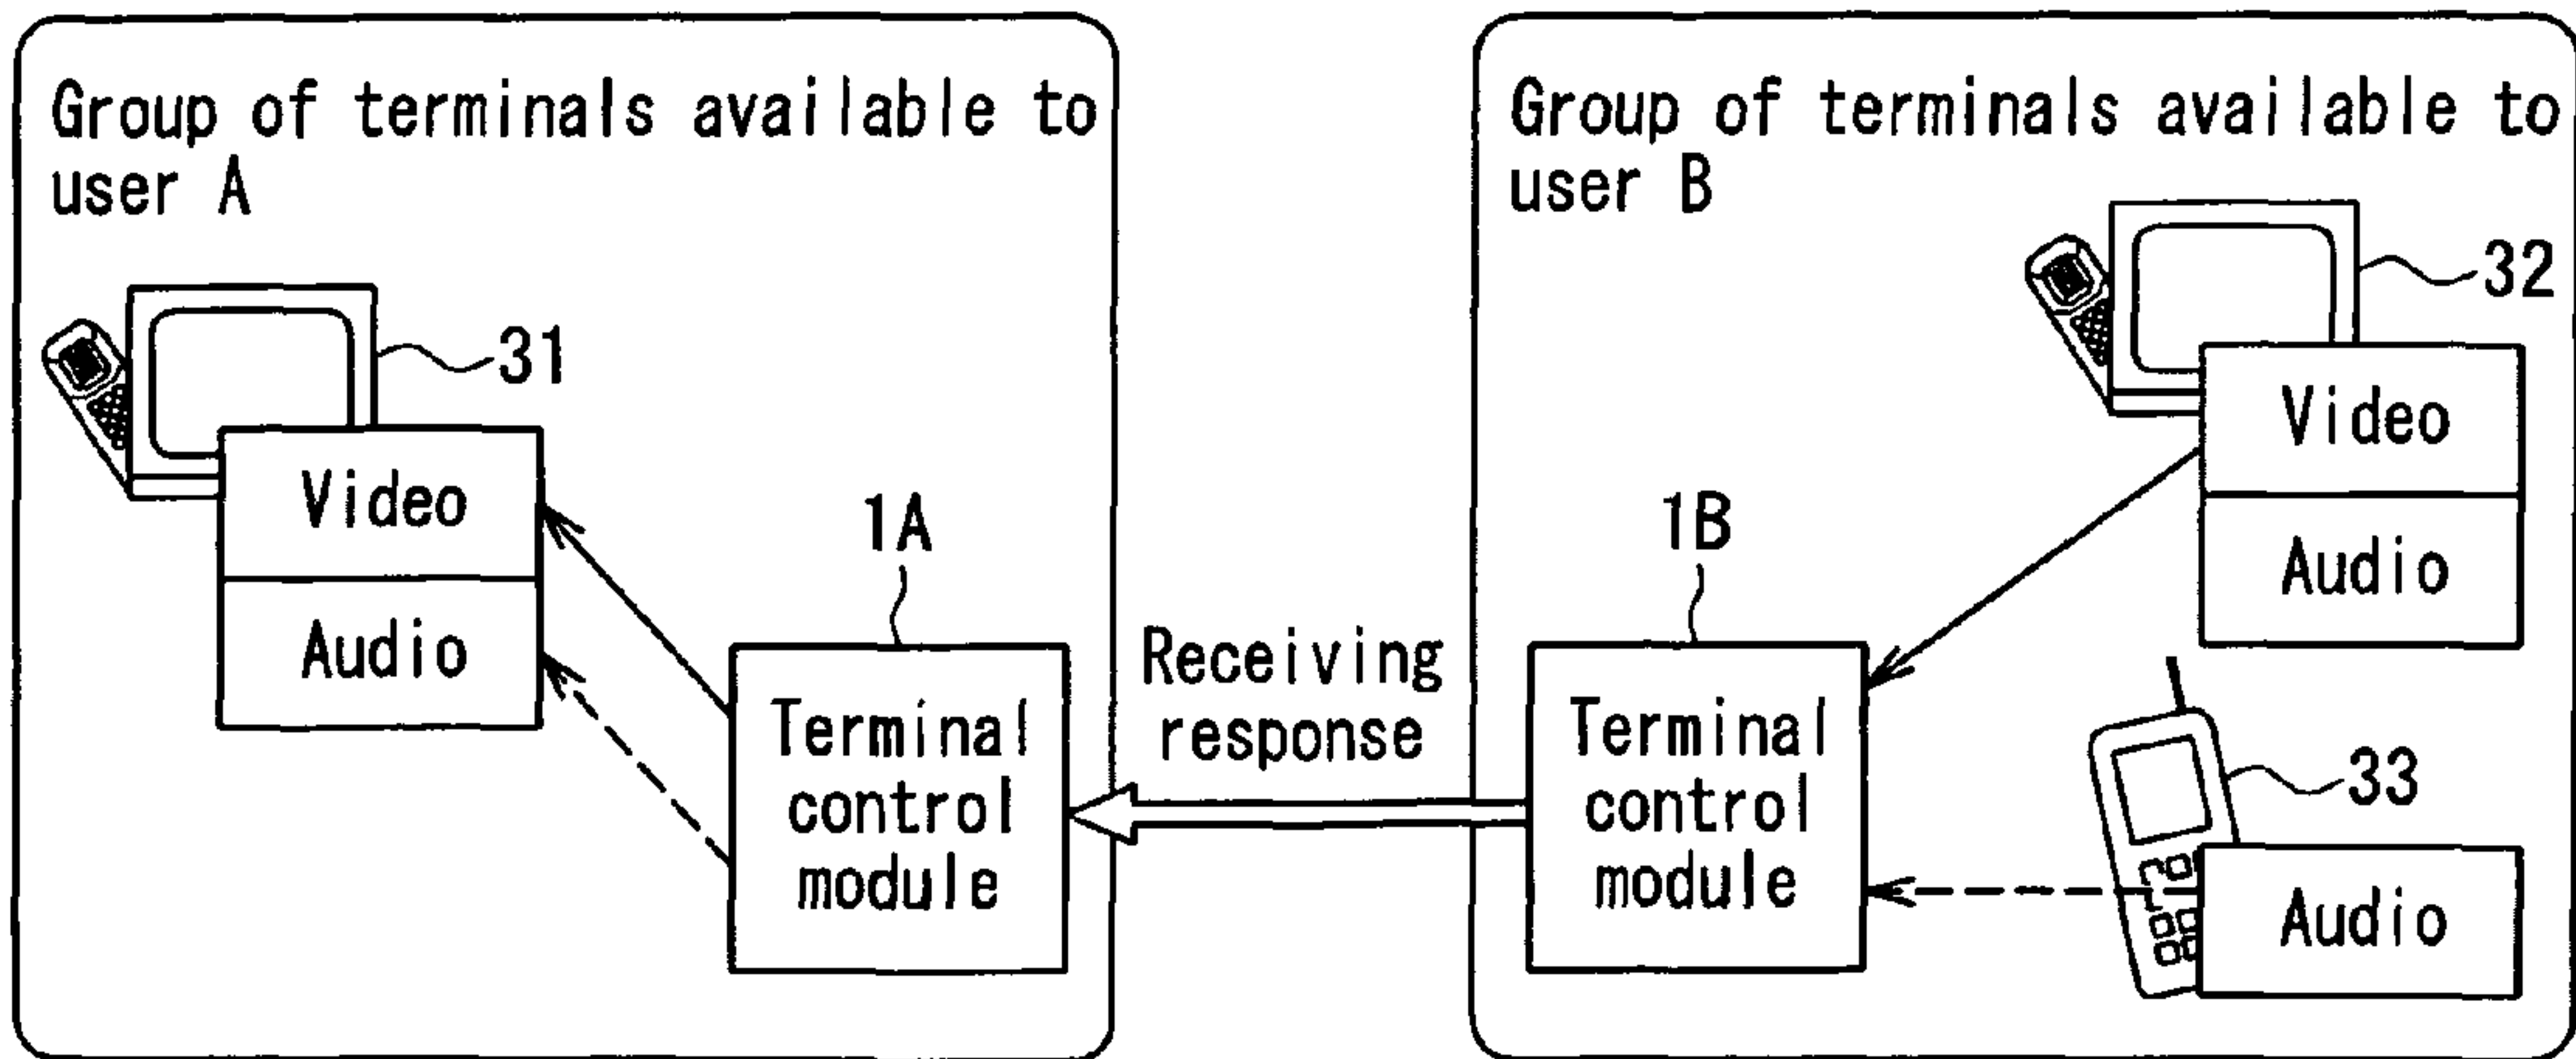 Group of terminals available to
user A
31
Video
Audio
1A
Terminal
control
module
Receiving
response
Group of terminals available to
user B
32
Video
Audio
1B
Terminal
control
module
33
Audio